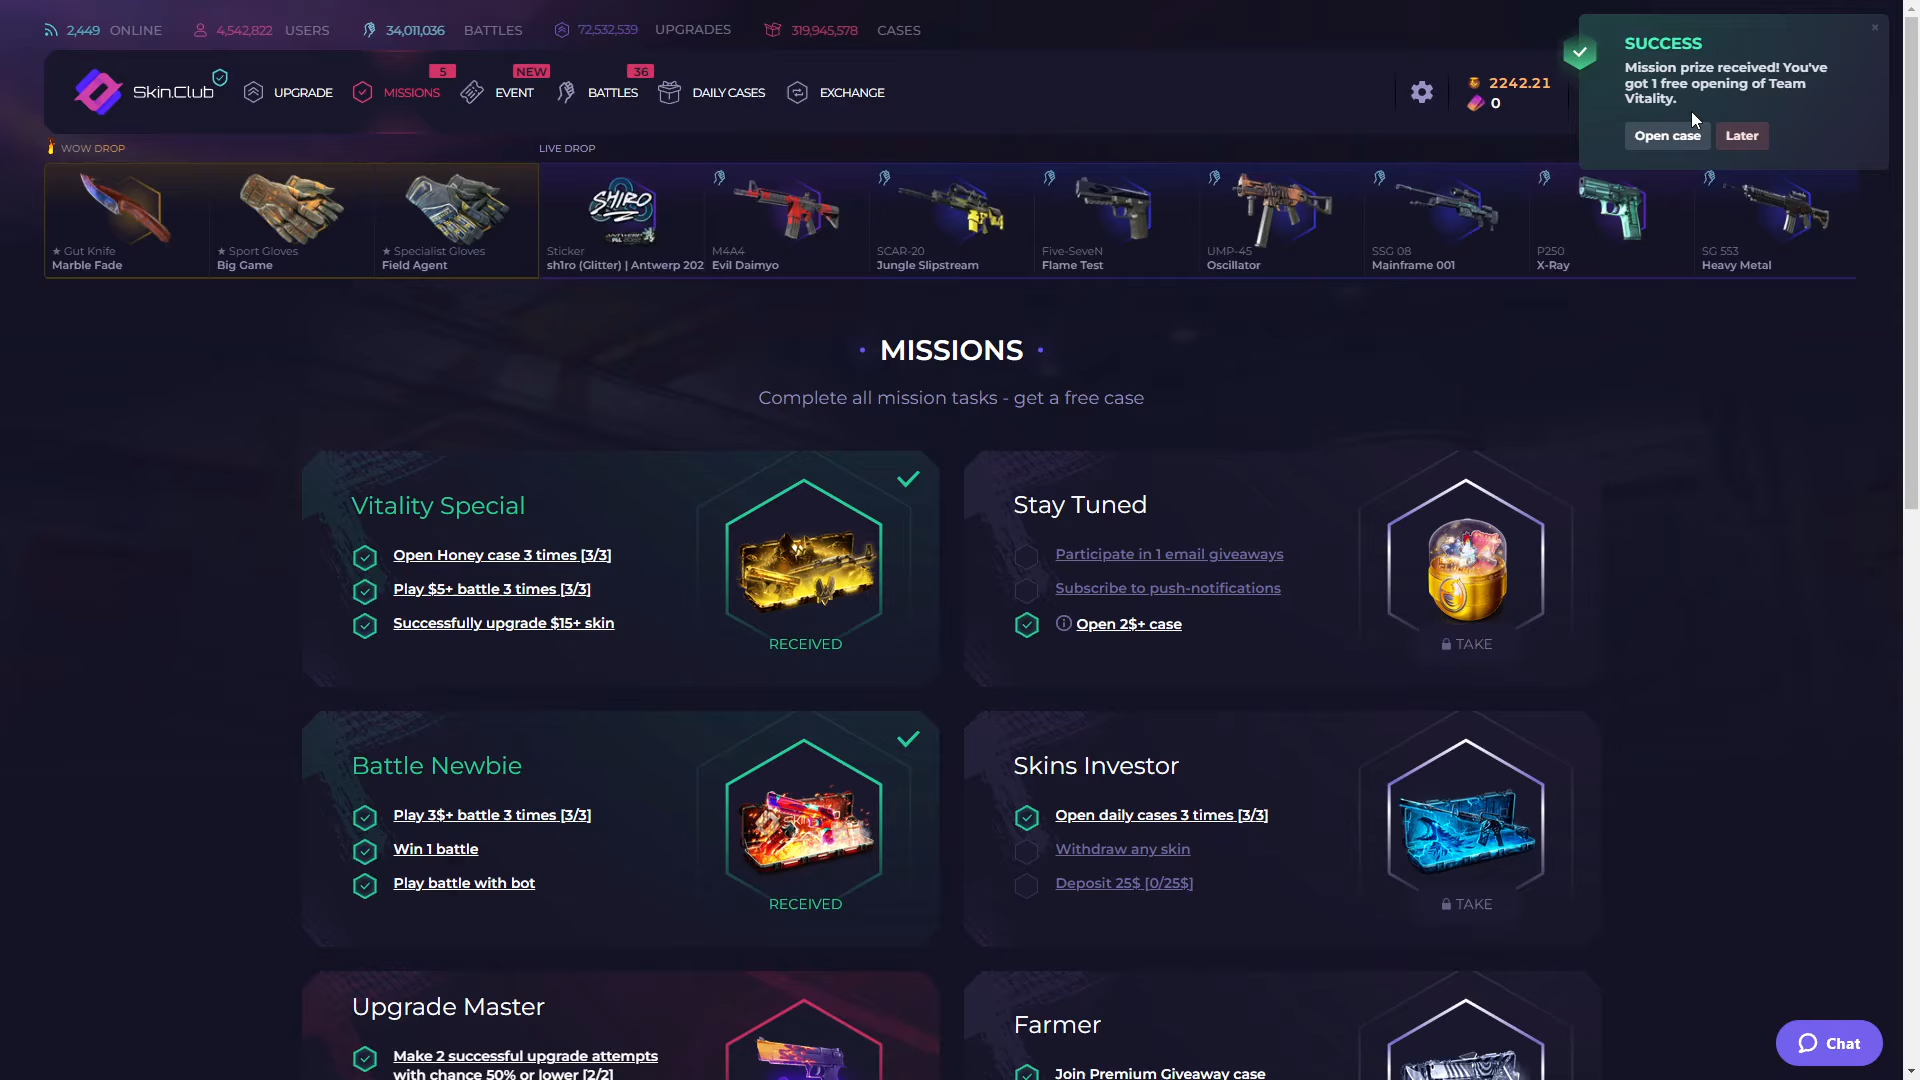 2,449 ONLINE 4,542,822 USERS 34,011,036 BATTLES 72,532,539 UPGRADES 319,945,578 CASES
Skin.Club UPGRADE 5 MISSIONS NEW EVENT 36 BATTLES DAILY CASES EXCHANGE
2242.21
0
SUCCESS
Mission prize received! You've
got 1 free opening of Team
Vitality.
Open case Later
WOW DROP LIVE DROP
★ Gut Knife
Marble Fade
★ Sport Gloves
Big Game
★ Specialist Gloves
Field Agent
SHIRO
Sticker
sh1ro (Glitter) | Antwerp 202
M4A4
Evil Daimyo
SCAR-20
Jungle Slipstream
Five-SeveN
Flame Test
UMP-45
Oscillator
SSG 08
Mainframe 001
P250
X-Ray
SG 553
Heavy Metal
MISSIONS
Complete all mission tasks - get a free case
Vitality Special
Open Honey case 3 times [3/3]
Play $5+ battle 3 times [3/3]
Successfully upgrade $15+ skin
RECEIVED
Stay Tuned
Participate in 1 email giveaways
Subscribe to push-notifications
Open 2$+ case
TAKE
Battle Newbie
Play 3$+ battle 3 times [3/3]
Win 1 battle
Play battle with bot
RECEIVED
Skins Investor
Open daily cases 3 times [3/3]
Withdraw any skin
Deposit 25$ [0/25$]
TAKE
Upgrade Master
Make 2 successful upgrade attempts
with chance 50% or lower [2/2]
Farmer
Join Premium Giveaway case
Chat